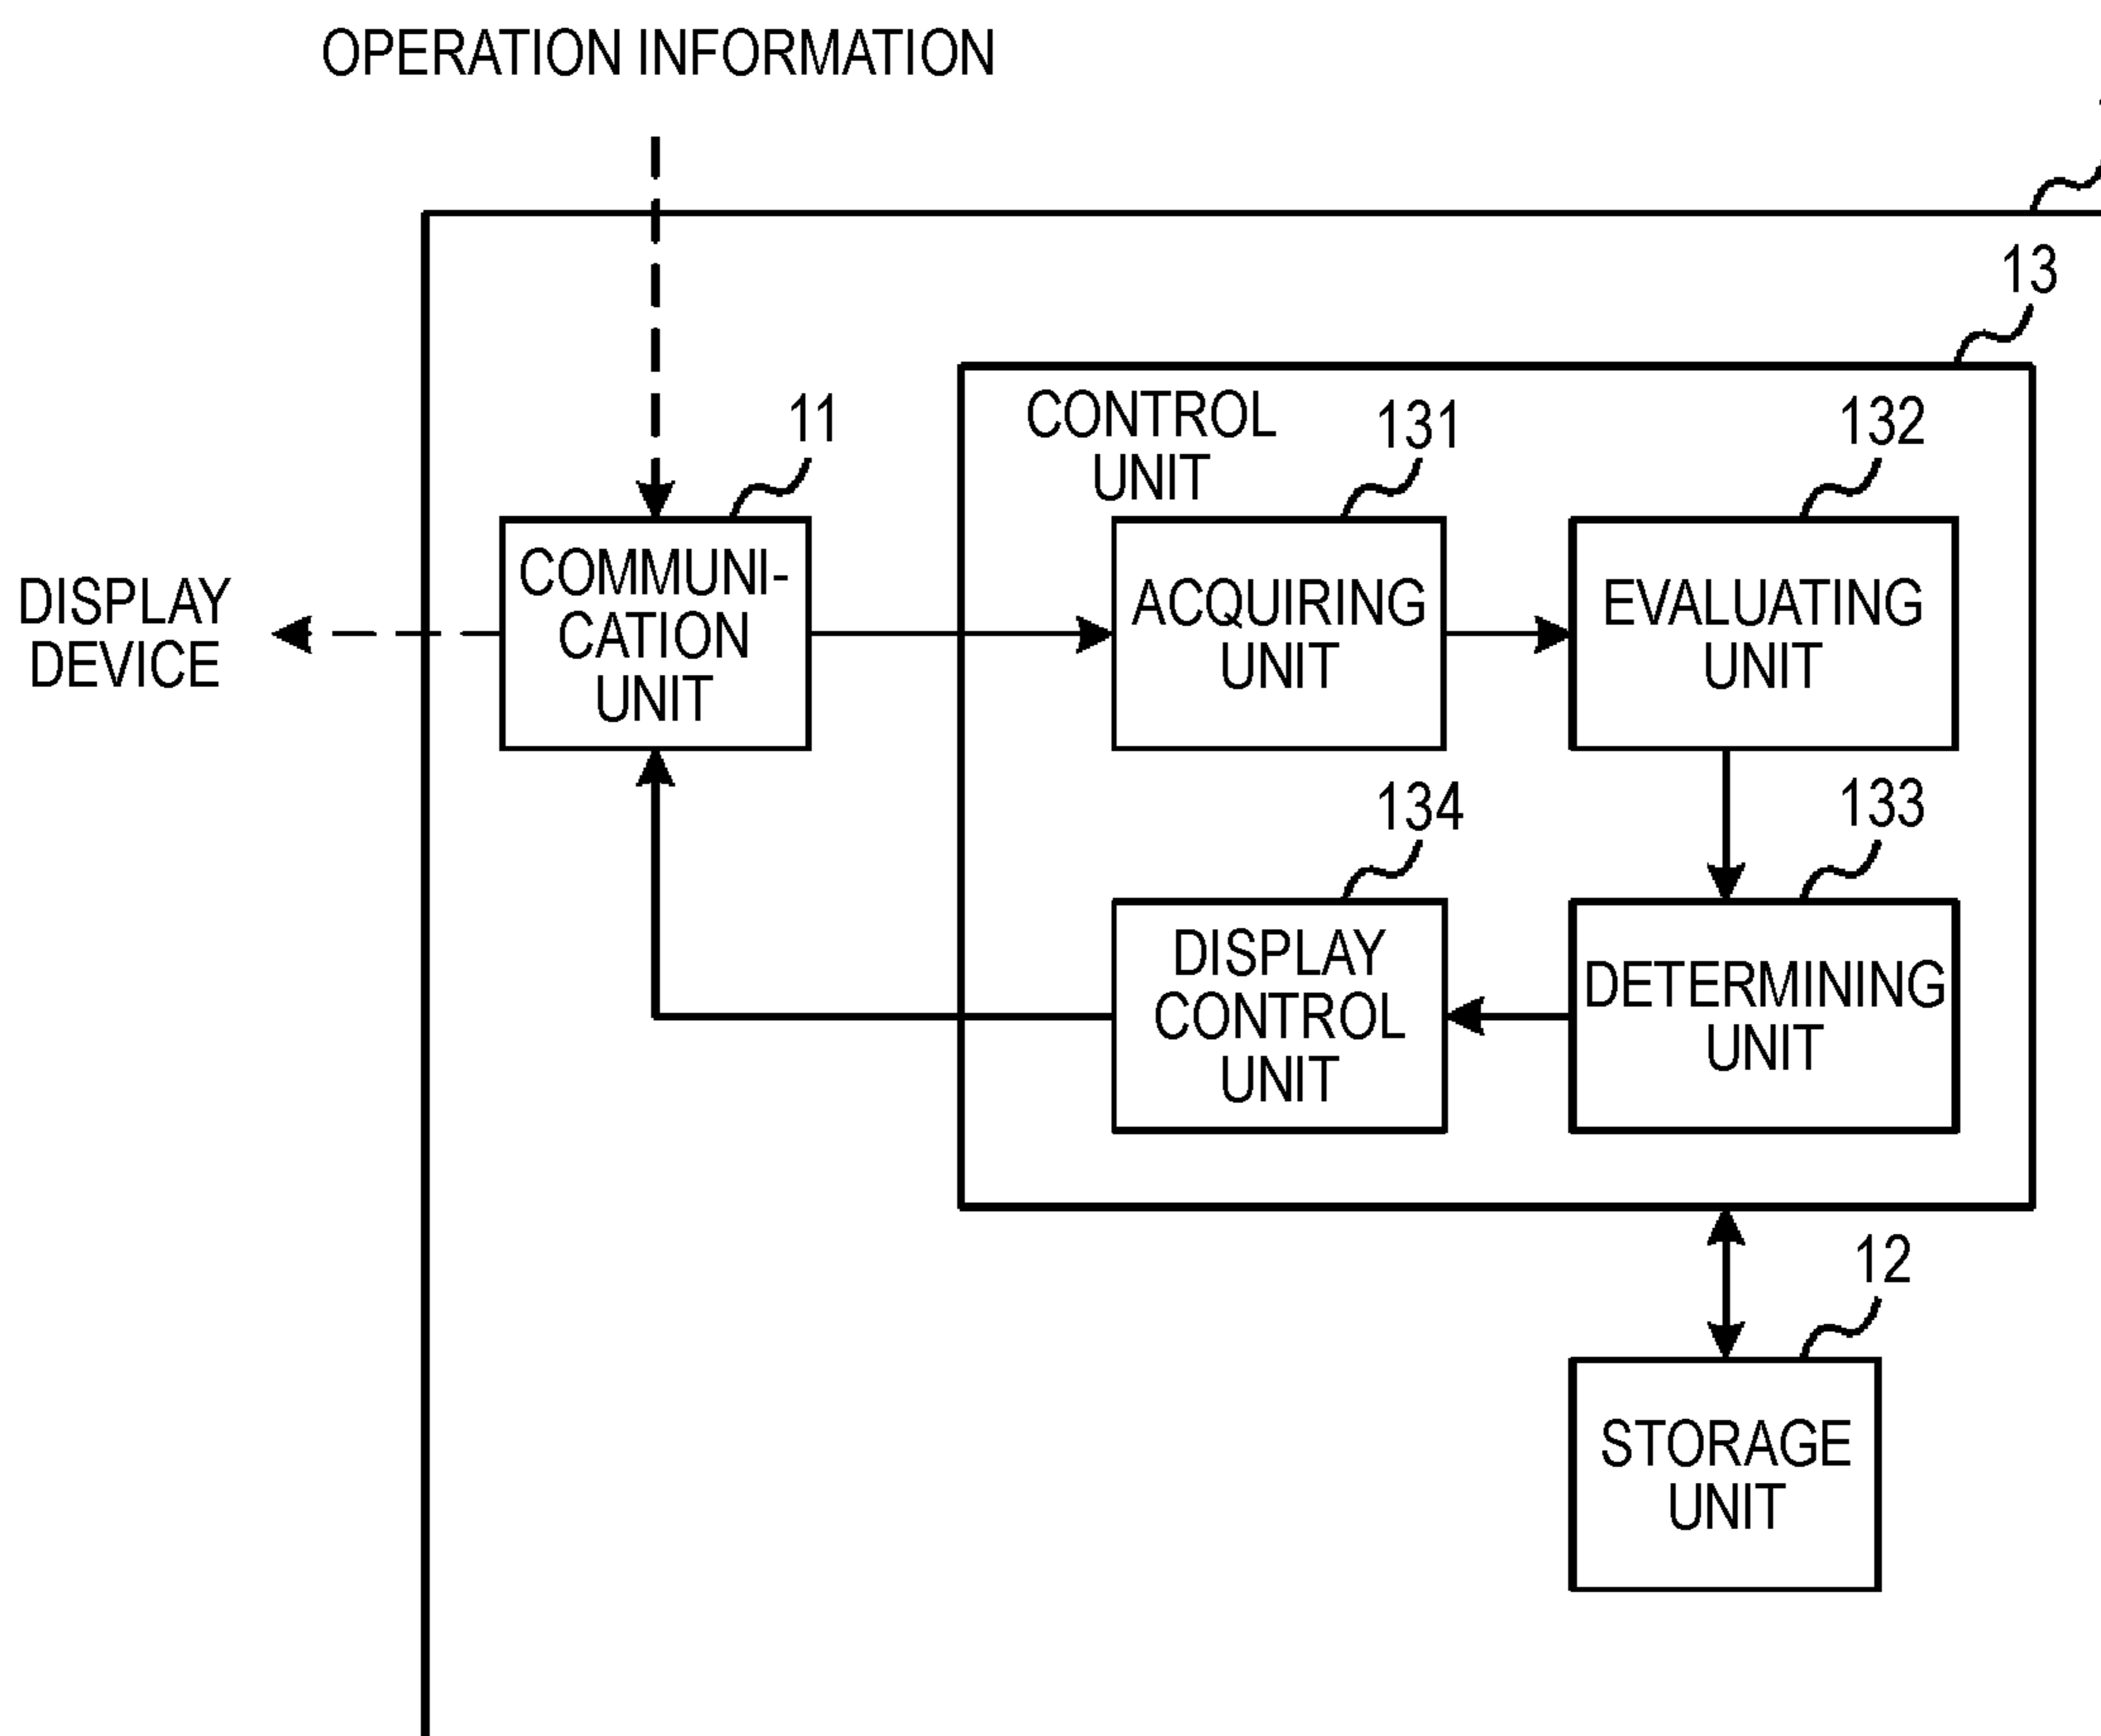 OPERATION INFORMATION
13
CONTROL
UNIT
11
131
132
COMMUNI-
CATION
UNIT
ACQUIRING
UNIT
EVALUATING
UNIT
DISPLAY
DEVICE
134
133
DISPLAY
CONTROL
UNIT
DETERMINING
UNIT
12
STORAGE
UNIT